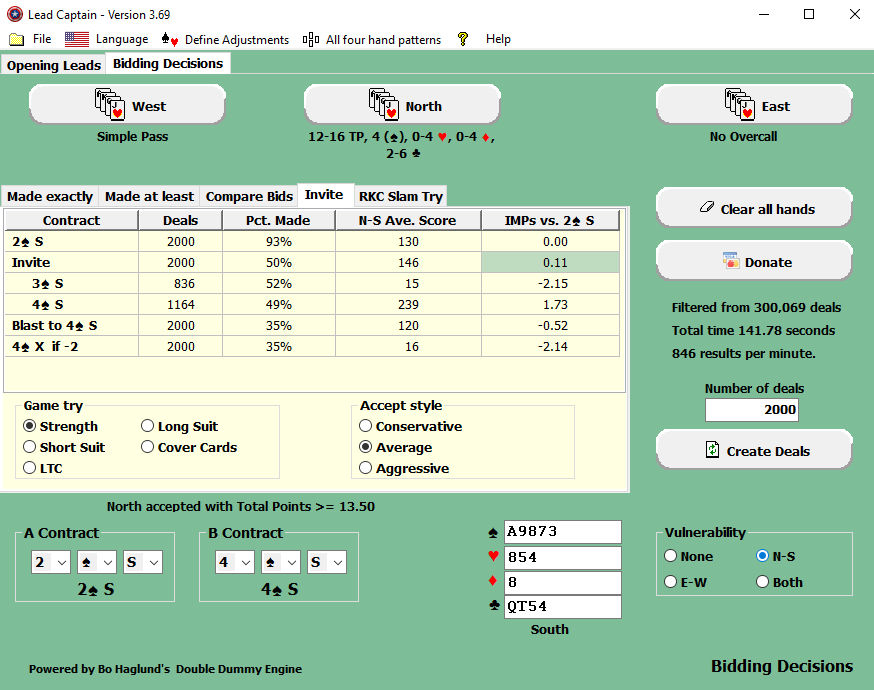 Lead Captain - Version 3.69
File Language ♠♥ Define Adjustments All four hand patterns ? Help
Opening Leads Bidding Decisions
West North East
Simple Pass 12-16 TP, 4 (♠), 0-4 ♥, 0-4 ♦, No Overcall
2-6 ♣
Made exactly Made at least Compare Bids Invite RKC Slam Try
Contract Deals Pct. Made N-S Ave. Score IMPs vs. 2♠ S
2♠ S 2000 93% 130 0.00
Invite 2000 50% 146 0.11
3♠ S 836 52% 15 -2.15
4♠ S 1164 49% 239 1.73
Blast to 4♠ S 2000 35% 120 -0.52
4♠ X if -2 2000 35% 16 -2.14
Clear all hands
Donate
Filtered from 300,069 deals
Total time 141.78 seconds
846 results per minute.
Number of deals
2000
Create Deals
Game try
Strength Long Suit
Short Suit Cover Cards
LTC
Accept style
Conservative
Average
Aggressive
North accepted with Total Points >= 13.50
A Contract
2 ♠ S
2♠ S
B Contract
4 ♠ S
4♠ S
♠ A9873
♥ 854
♦ 8
♣ QT54
South
Vulnerability
None N-S
E-W Both
Powered by Bo Haglund's Double Dummy Engine
Bidding Decisions